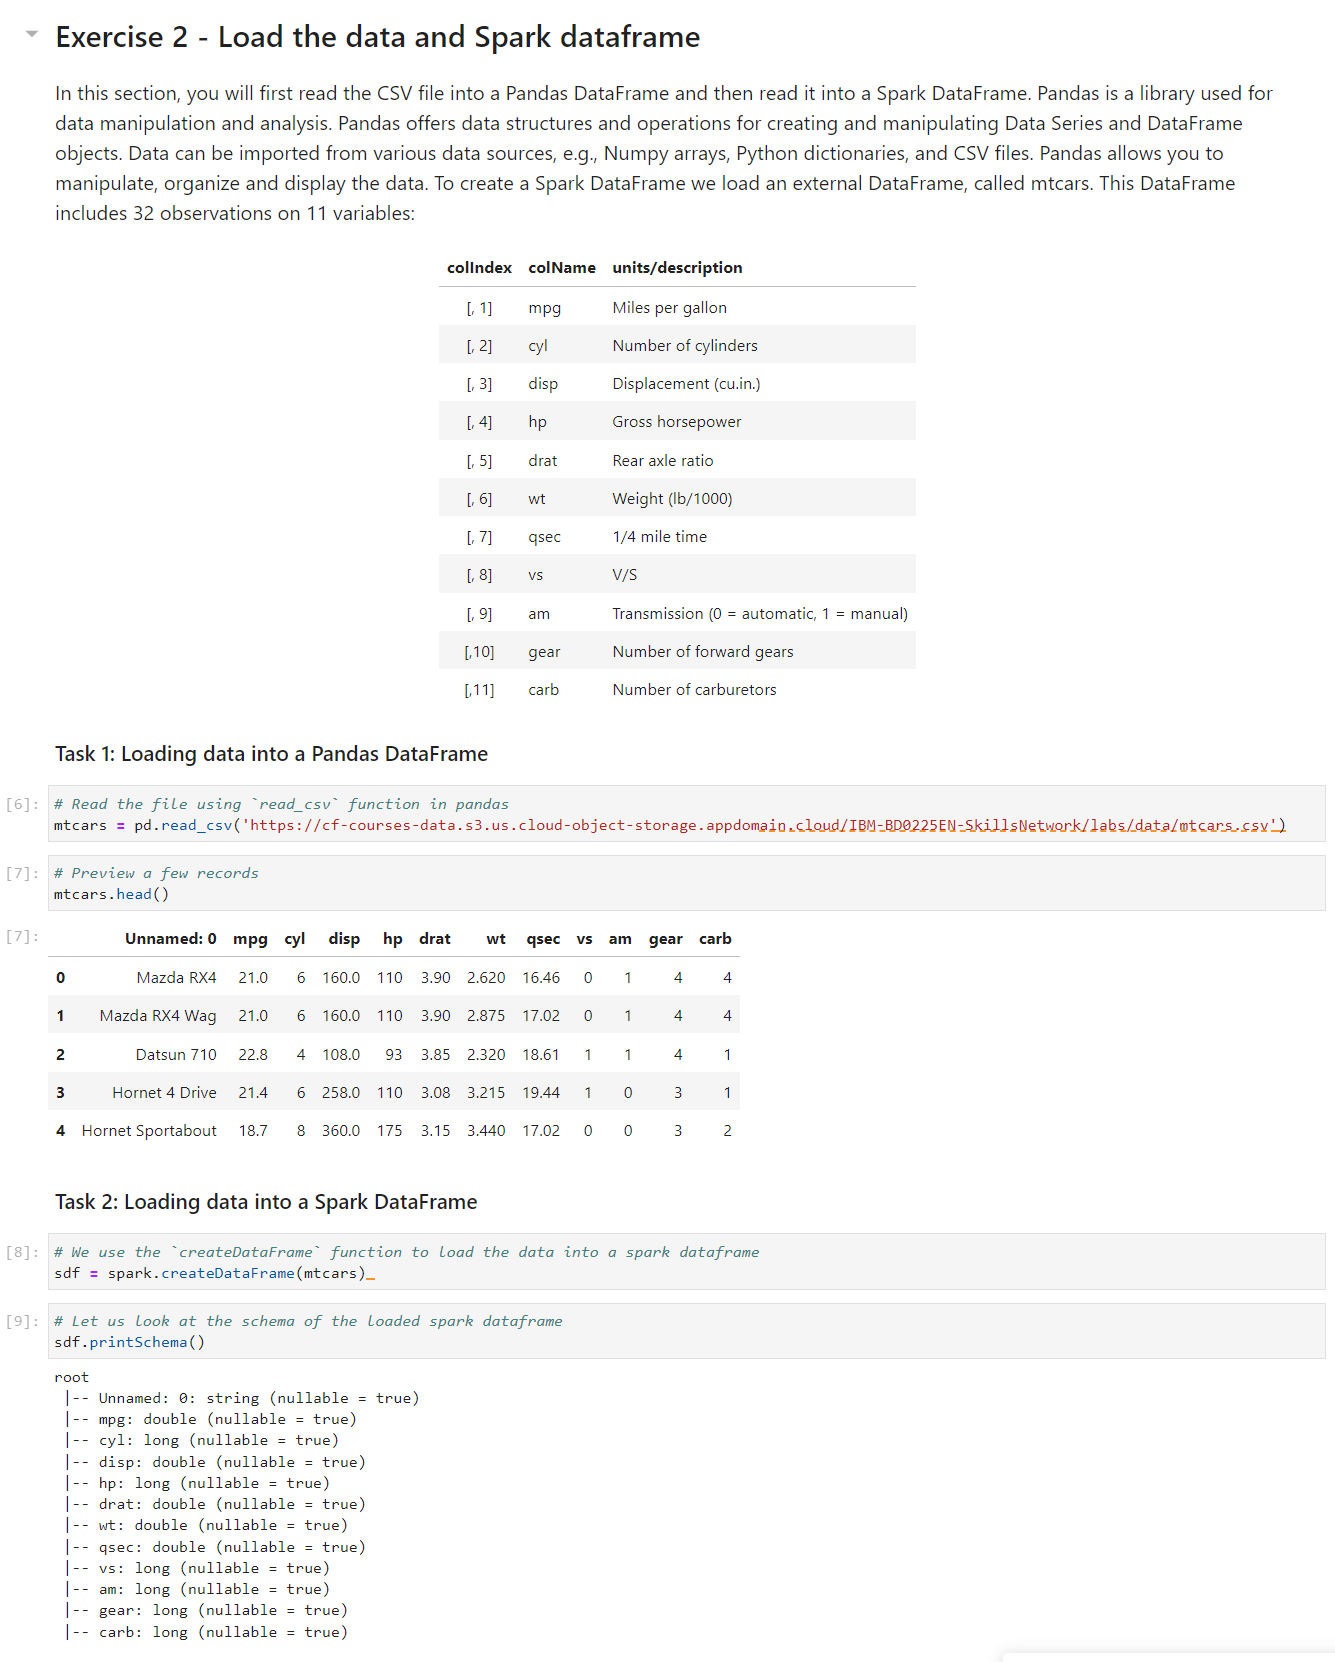 Exercise 2 - Load the data and Spark dataframe
In this section, you will first read the CSV file into a Pandas DataFrame and then read it into a Spark DataFrame. Pandas is a library used for
data manipulation and analysis. Pandas offers data structures and operations for creating and manipulating Data Series and DataFrame
objects. Data can be imported from various data sources, e.g., Numpy arrays, Python dictionaries, and CSV files. Pandas allows you to
manipulate, organize and display the data. To create a Spark DataFrame we load an external DataFrame, called mtcars. This DataFrame
includes 32 observations on 11 variables:
colIndex colName units/description
[, 1] mpg Miles per gallon
[, 2] cyl Number of cylinders
[, 3] disp Displacement (cu.in.)
[, 4] hp Gross horsepower
[, 5] drat Rear axle ratio
[, 6] wt Weight (lb/1000)
[, 7] qsec 1/4 mile time
[, 8] vs V/S
[, 9] am Transmission (0 = automatic, 1 = manual)
[,10] gear Number of forward gears
[,11] carb Number of carburetors
Task 1: Loading data into a Pandas DataFrame
[6]: # Read the file using `read_csv` function in pandas
mtcars = pd.read_csv('https://cf-courses-data.s3.us.cloud-object-storage.appdomain.cloud/IBM-BD0225EN-SkillsNetwork/labs/data/mtcars.csv')
[7]: # Preview a few records
mtcars.head()
[7]: Unnamed: 0 mpg cyl disp hp drat wt qsec vs am gear carb
0 Mazda RX4 21.0 6 160.0 110 3.90 2.620 16.46 0 1 4 4
1 Mazda RX4 Wag 21.0 6 160.0 110 3.90 2.875 17.02 0 1 4 4
2 Datsun 710 22.8 4 108.0 93 3.85 2.320 18.61 1 1 4 1
3 Hornet 4 Drive 21.4 6 258.0 110 3.08 3.215 19.44 1 0 3 1
4 Hornet Sportabout 18.7 8 360.0 175 3.15 3.440 17.02 0 0 3 2
Task 2: Loading data into a Spark DataFrame
[8]: # We use the `createDataFrame` function to load the data into a spark dataframe
sdf = spark.createDataFrame(mtcars)
[9]: # Let us look at the schema of the loaded spark dataframe
sdf.printSchema()
root
|-- Unnamed: 0: string (nullable = true)
|-- mpg: double (nullable = true)
|-- cyl: long (nullable = true)
|-- disp: double (nullable = true)
|-- hp: long (nullable = true)
|-- drat: double (nullable = true)
|-- wt: double (nullable = true)
|-- qsec: double (nullable = true)
|-- vs: long (nullable = true)
|-- am: long (nullable = true)
|-- gear: long (nullable = true)
|-- carb: long (nullable = true)